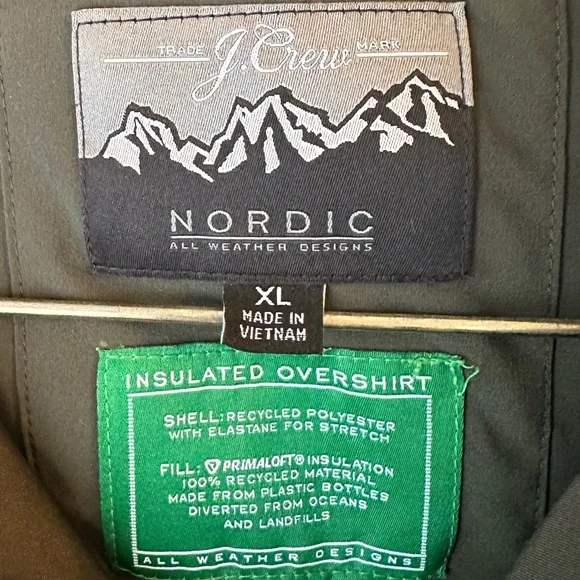 TRADE J.Crew MARK
NORDIC
ALL WEATHER DESIGNS
XL
MADE IN
VIETNAM
INSULATED OVERSHIRT
SHELL: RECYCLED POLYESTER
WITH ELASTANE FOR STRETCH
FILL: PRIMALOFT® INSULATION
100% RECYCLED MATERIAL
MADE FROM PLASTIC BOTTLES
DIVERTED FROM OCEANS
AND LANDFILLS
ALL WEATHER DESIGNS